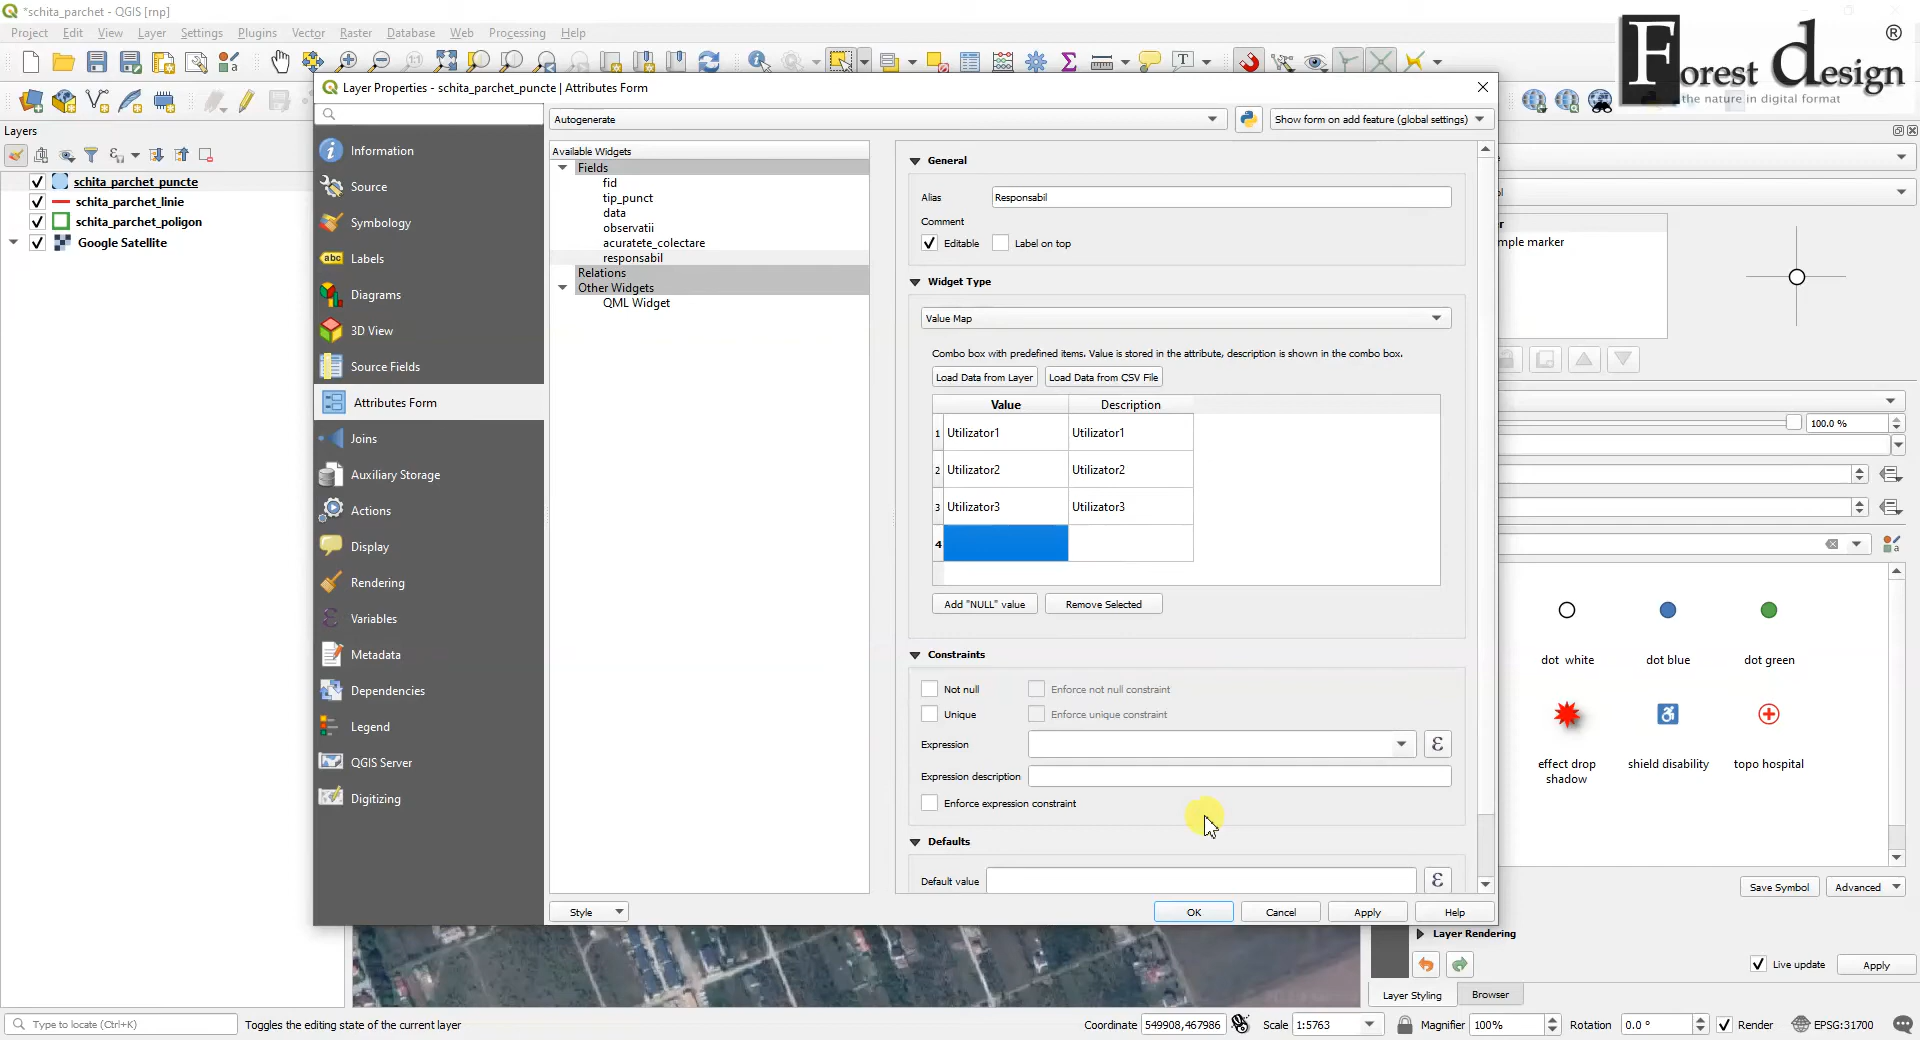 *schita_parchet - QGIS [rnp]
Project Edit View Layer Settings Plugins Vector Raster Database Web Processing Help
Forest design ®
the nature in digital format
Layers
schita_parchet_puncte
schita_parchet_linie
schita_parchet_poligon
Google Satellite
Layer Properties - schita_parchet_puncte | Attributes Form
Information
Source
Symbology
abc Labels
Diagrams
3D View
Source Fields
Attributes Form
Joins
Auxiliary Storage
Actions
Display
Rendering
Variables
Metadata
Dependencies
Legend
QGIS Server
Digitizing
Autogenerate
Show form on add feature (global settings)
Available Widgets
Fields
fid
tip_punct
data
observatii
acuratete_colectare
responsabil
Relations
Other Widgets
QML Widget
General
Alias Responsabil
Comment
Editable Label on top
Widget Type
Value Map
Combo box with predefined items. Value is stored in the attribute, description is shown in the combo box.
Load Data from Layer Load Data from CSV File
Value Description
1 Utilizator1 Utilizator1
2 Utilizator2 Utilizator2
3 Utilizator3 Utilizator3
4
Add "NULL" value Remove Selected
Constraints
Not null Enforce not null constraint
Unique Enforce unique constraint
Expression ε
Expression description
Enforce expression constraint
Defaults
Default value ε
Style OK Cancel Apply Help
mple marker
100.0 %
dot white dot blue dot green
effect drop shadow shield disability topo hospital
Save Symbol Advanced
Layer Rendering
Live update Apply
Layer Styling Browser
Type to locate (Ctrl+K) Toggles the editing state of the current layer Coordinate 549908,467986 Scale 1:5763 Magnifier 100% Rotation 0.0 ° Render EPSG:31700